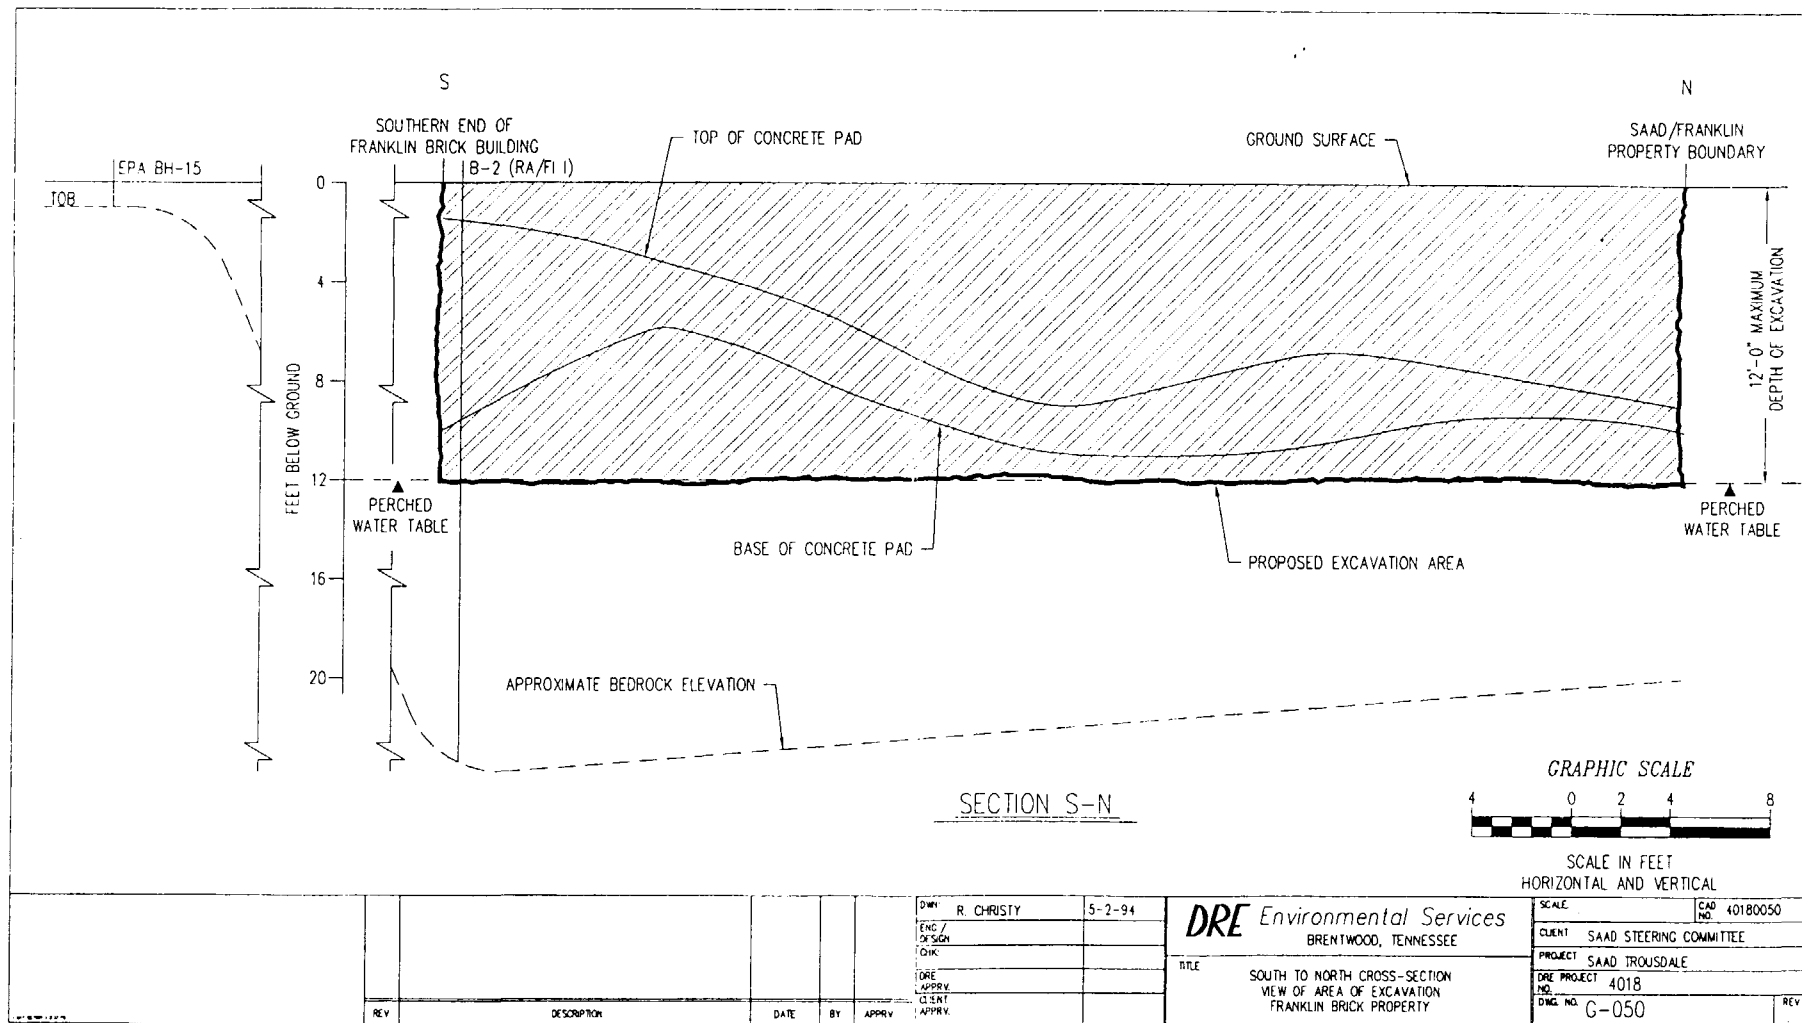 S
N
SOUTHERN END OF
FRANKLIN BRICK BUILDING
TOP OF CONCRETE PAD
GROUND SURFACE
SAAD/FRANKLIN
PROPERTY BOUNDARY
EPA BH-15
B-2 (RA/FI I)
TOB
0
4
8
12
16
20
FEET BELOW GROUND
12'-0" MAXIMUM
DEPTH OF EXCAVATION
PERCHED
WATER TABLE
PERCHED
WATER TABLE
BASE OF CONCRETE PAD
PROPOSED EXCAVATION AREA
APPROXIMATE BEDROCK ELEVATION
SECTION S-N
GRAPHIC SCALE
4 0 2 4 8
SCALE IN FEET
HORIZONTAL AND VERTICAL
REV DESCRIPTION DATE BY APPRV
DWN: R. CHRISTY 5-2-94
ENG /
DESIGN
CHK:
DRE
APPRV.
CLIENT
APPRV.
DRE Environmental Services
BRENTWOOD, TENNESSEE
TITLE
SOUTH TO NORTH CROSS-SECTION
VIEW OF AREA OF EXCAVATION
FRANKLIN BRICK PROPERTY
SCALE
CAD NO. 40180050
CLIENT SAAD STEERING COMMITTEE
PROJECT SAAD TROUSDALE
DRE PROJECT NO. 4018
DWG. NO. G-050
REV